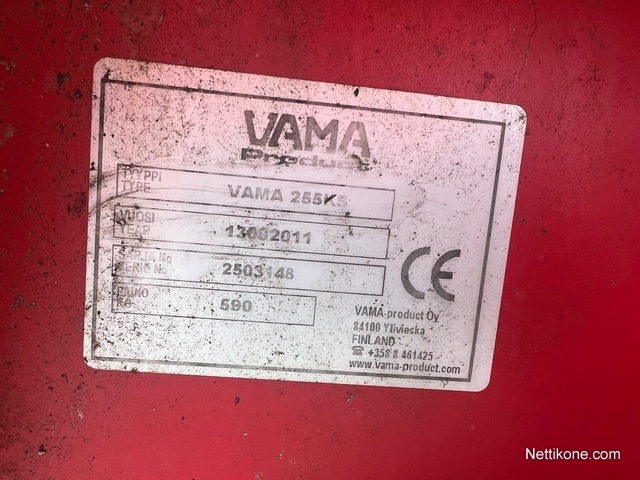 VAMA
Product
TYYPPI
TYPE
VAMA 255KS
VUOSI
YEAR
13002011
SARJA No
SERIE No
2503148
PAINO
KG
590
CE
VAMA-product Oy
84100 Ylivieska
FINLAND
☎ +358 8 461425
www.vama-product.com
Nettikone.com